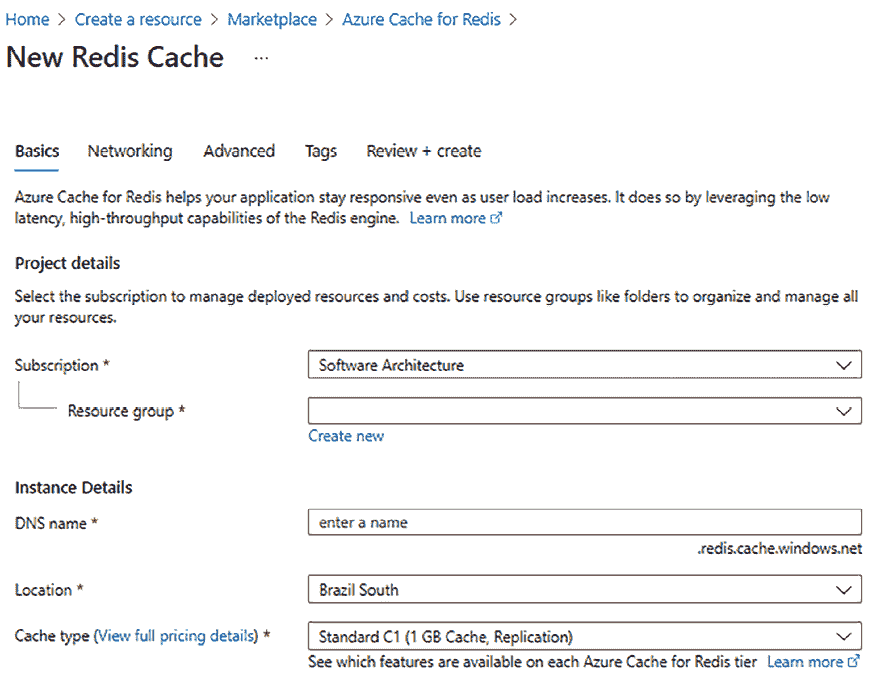 Home > Create a resource > Marketplace > Azure Cache for Redis >
New Redis Cache ...
Basics Networking Advanced Tags Review + create
Azure Cache for Redis helps your application stay responsive even as user load increases. It does so by leveraging the low
latency, high-throughput capabilities of the Redis engine. Learn more
Project details
Select the subscription to manage deployed resources and costs. Use resource groups like folders to organize and manage all
your resources.
Subscription * Software Architecture
Resource group *
Create new
Instance Details
DNS name * enter a name
.redis.cache.windows.net
Location * Brazil South
Cache type (View full pricing details) * Standard C1 (1 GB Cache, Replication)
See which features are available on each Azure Cache for Redis tier Learn more